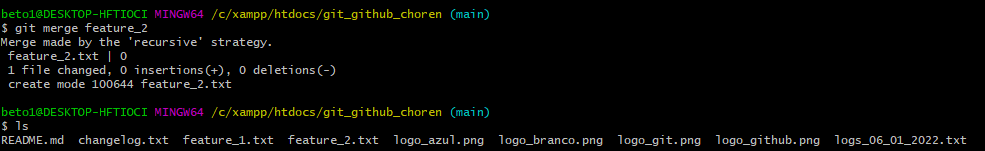 beto1@DESKTOP-HFTIOCI MINGW64 /c/xampp/htdocs/git_github_choren (main)
$ git merge feature_2
Merge made by the 'recursive' strategy.
 feature_2.txt | 0
 1 file changed, 0 insertions(+), 0 deletions(-)
 create mode 100644 feature_2.txt
beto1@DESKTOP-HFTIOCI MINGW64 /c/xampp/htdocs/git_github_choren (main)
$ ls
README.md  changelog.txt  feature_1.txt  feature_2.txt  logo_azul.png  logo_branco.png  logo_git.png  logo_github.png  logs_06_01_2022.txt